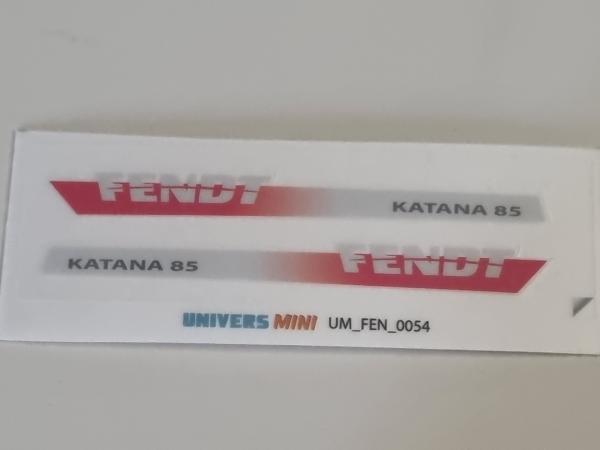 FENDT KATANA 85
KATANA 85 FENDT
UNIVERS MINI UM_FEN_0054